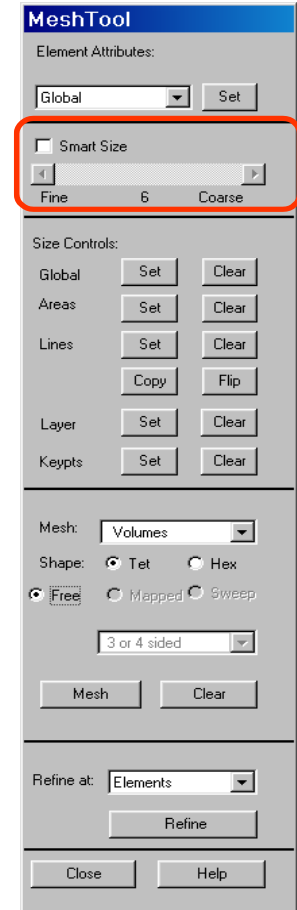 MeshTool
Element Attributes:
Global Set
Smart Size
Fine 6 Coarse
Size Controls:
Global Set Clear
Areas Set Clear
Lines Set Clear
Copy Flip
Layer Set Clear
Keypts Set Clear
Mesh: Volumes
Shape: Tet Hex
Free Mapped Sweep
3 or 4 sided
Mesh Clear
Refine at: Elements
Refine
Close Help